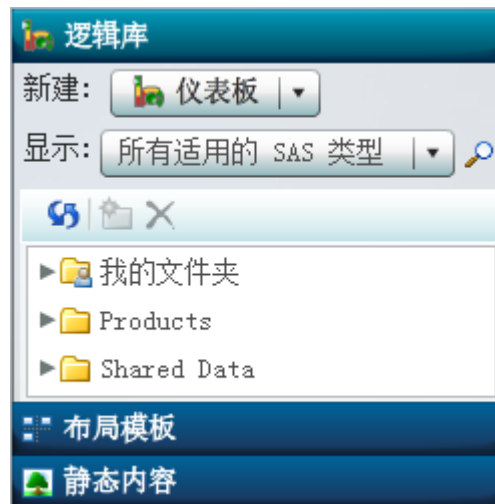 逻辑库
新建: 仪表板
显示: 所有适用的 SAS 类型
我的文件夹
Products
Shared Data
布局模板
静态内容